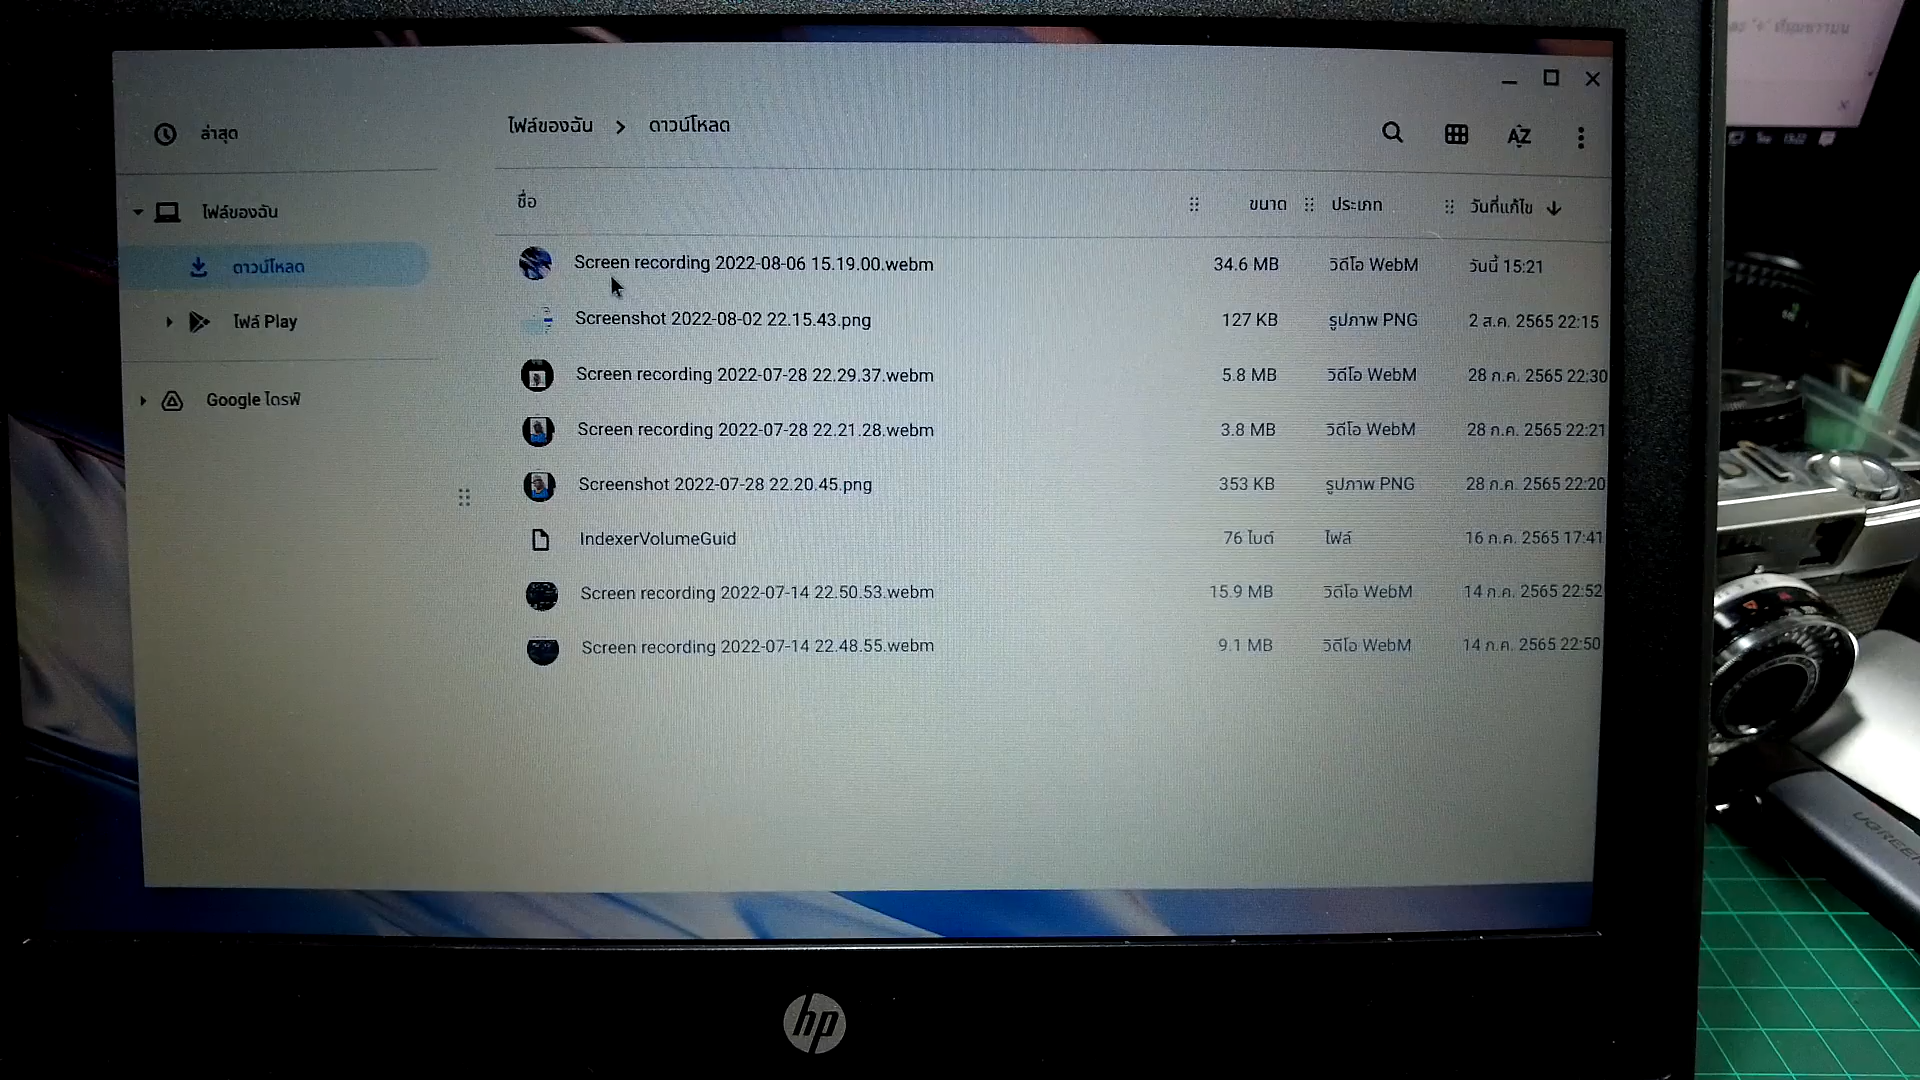 ล่าสุด
ไฟล์ของฉัน
ดาวน์โหลด
ไฟล์ Play
Google ไดรฟ์
ไฟล์ของฉัน > ดาวน์โหลด
AZ
ชื่อ ขนาด ประเภท วันที่แก้ไข
Screen recording 2022-08-06 15.19.00.webm 34.6 MB วิดีโอ WebM วันนี้ 15:21
Screenshot 2022-08-02 22.15.43.png 127 KB รูปภาพ PNG 2 ส.ค. 2565 22:15
Screen recording 2022-07-28 22.29.37.webm 5.8 MB วิดีโอ WebM 28 ก.ค. 2565 22:30
Screen recording 2022-07-28 22.21.28.webm 3.8 MB วิดีโอ WebM 28 ก.ค. 2565 22:21
Screenshot 2022-07-28 22.20.45.png 353 KB รูปภาพ PNG 28 ก.ค. 2565 22:20
IndexerVolumeGuid 76 ไบต์ ไฟล์ 16 ก.ค. 2565 17:41
Screen recording 2022-07-14 22.50.53.webm 15.9 MB วิดีโอ WebM 14 ก.ค. 2565 22:52
Screen recording 2022-07-14 22.48.55.webm 9.1 MB วิดีโอ WebM 14 ก.ค. 2565 22:50
hp
UGREEN